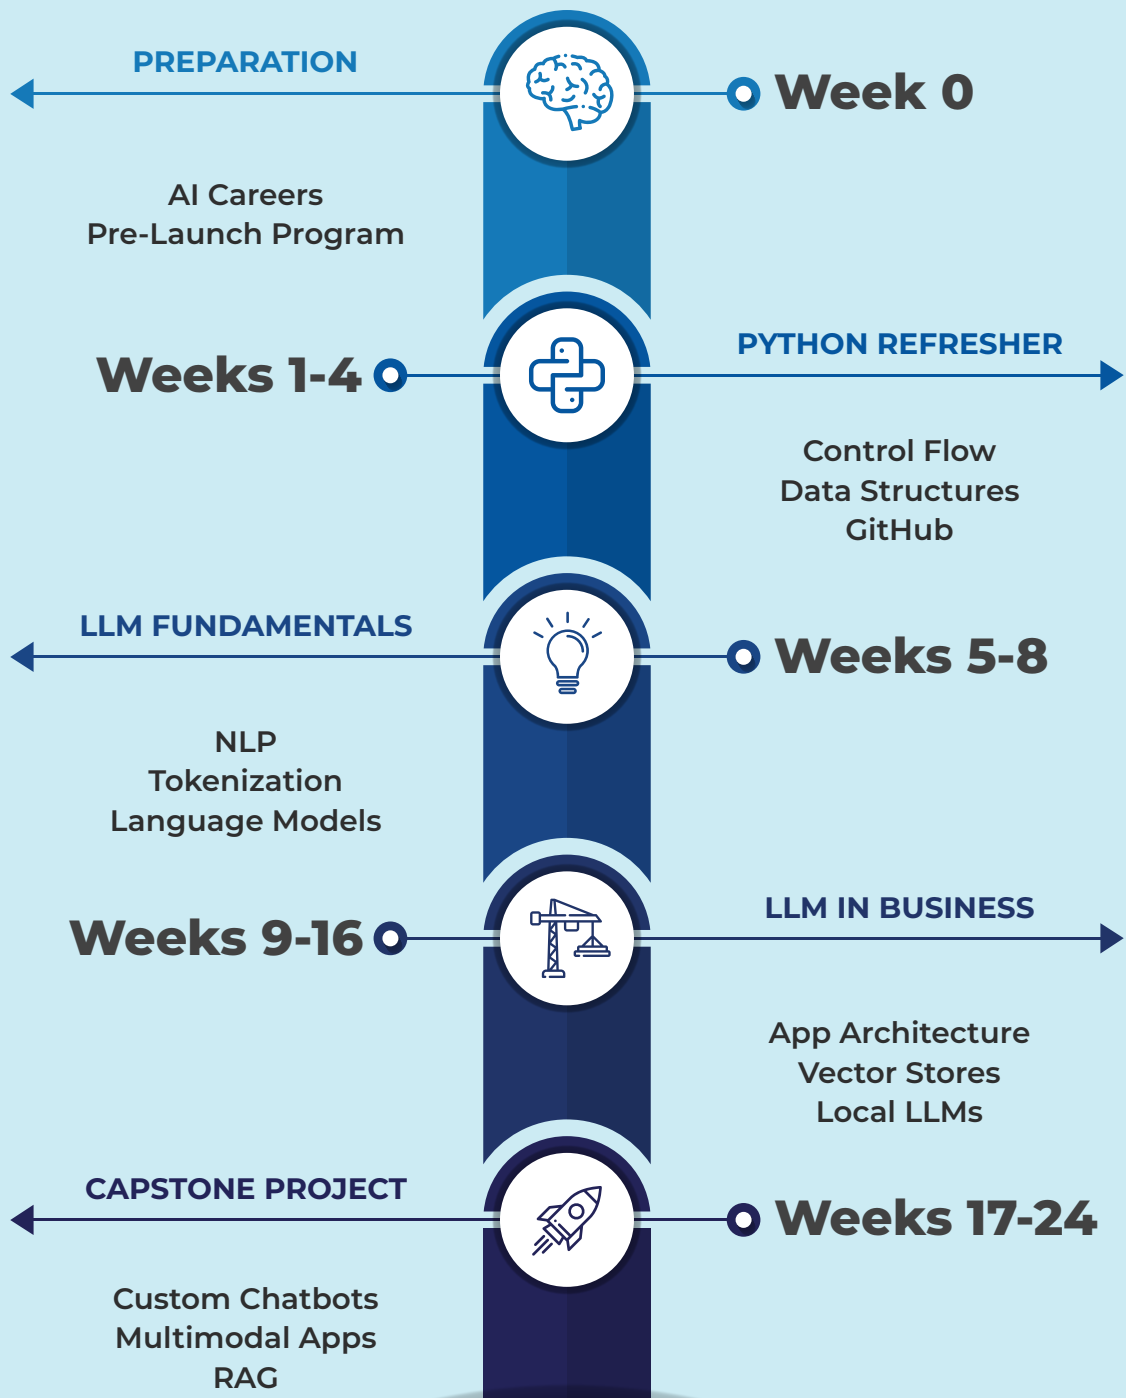 PREPARATION
Week 0
AI Careers
Pre-Launch Program
Weeks 1-4
PYTHON REFRESHER
Control Flow
Data Structures
GitHub
LLM FUNDAMENTALS
Weeks 5-8
NLP
Tokenization
Language Models
Weeks 9-16
LLM IN BUSINESS
App Architecture
Vector Stores
Local LLMs
CAPSTONE PROJECT
Weeks 17-24
Custom Chatbots
Multimodal Apps
RAG